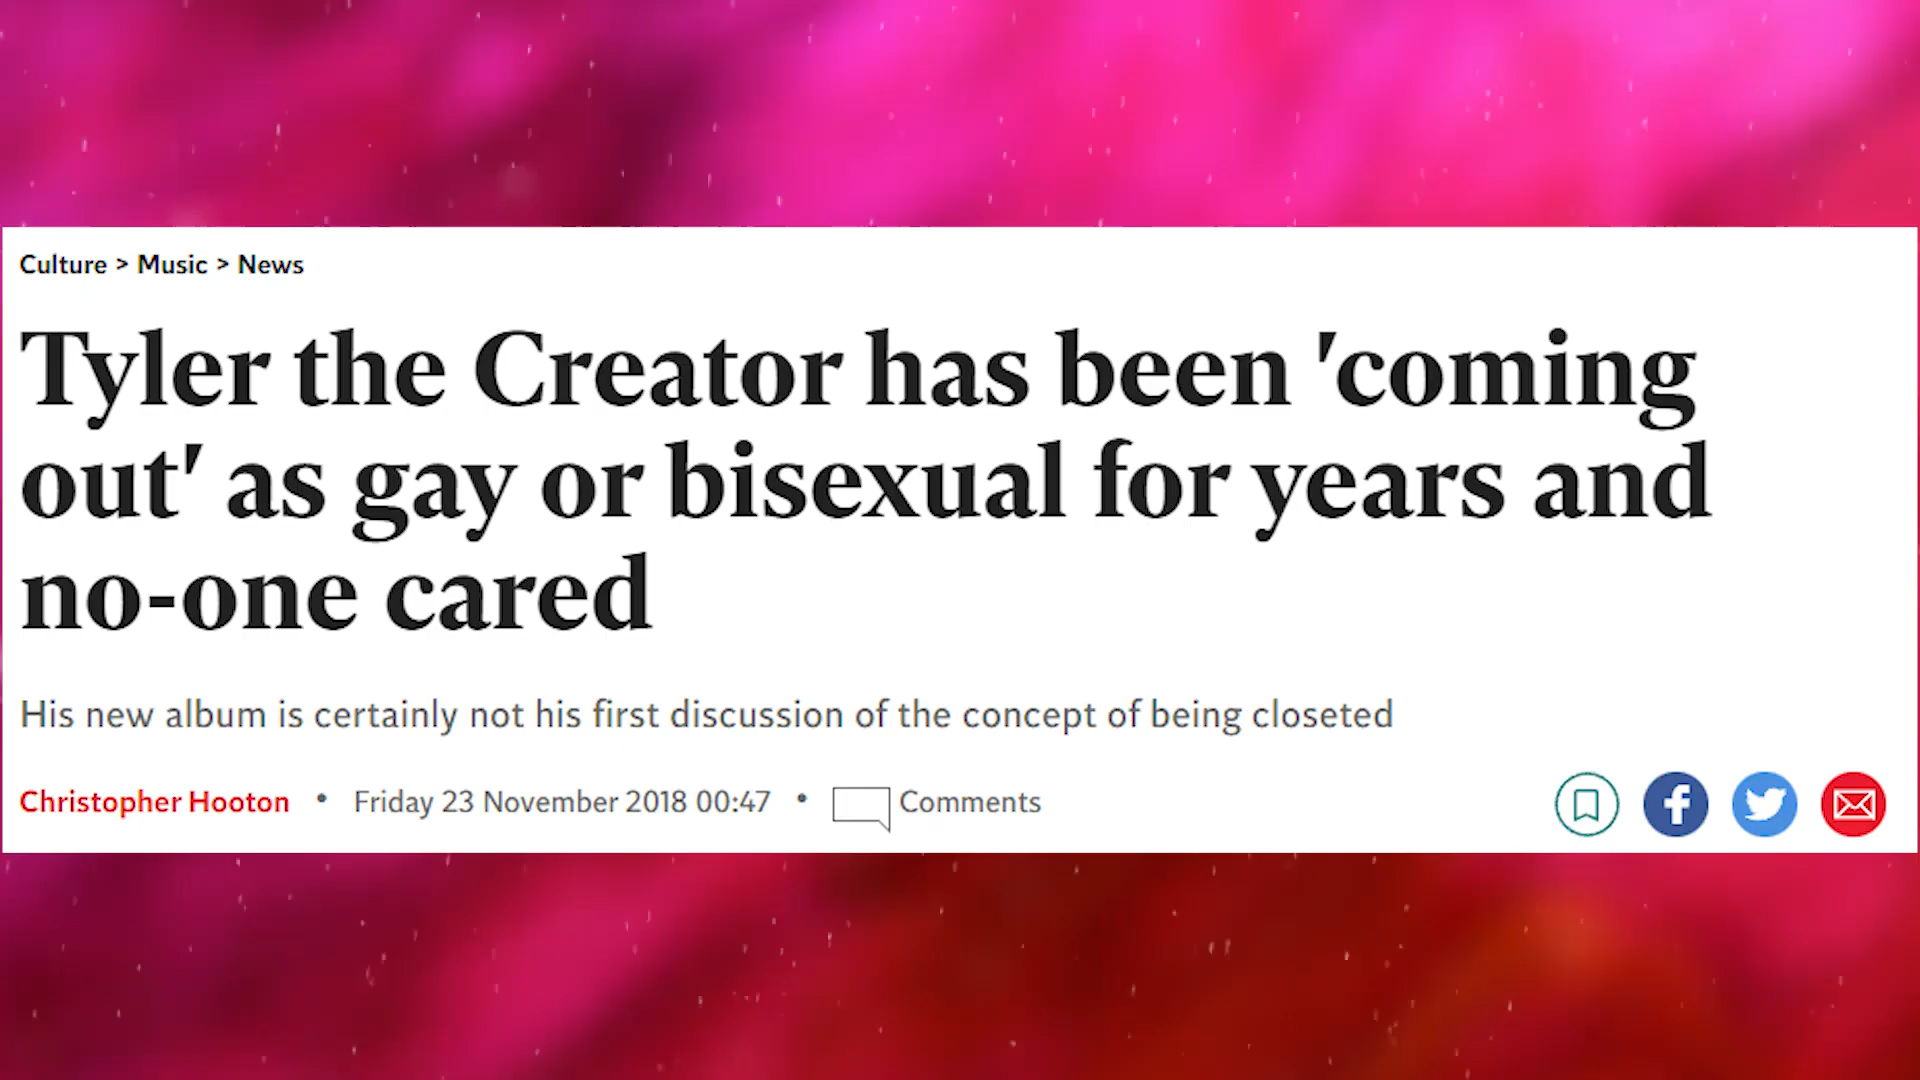 Culture > Music > News
Tyler the Creator has been 'coming
out' as gay or bisexual for years and
no-one cared
His new album is certainly not his first discussion of the concept of being closeted
Christopher Hooton • Friday 23 November 2018 00:47 • Comments